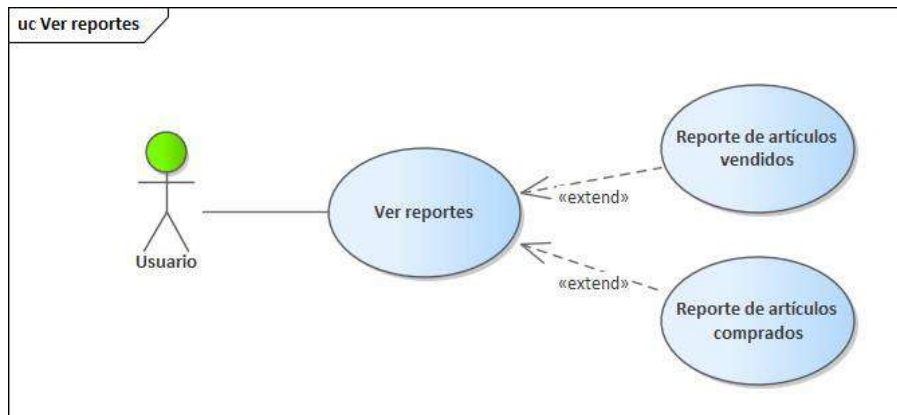 uc Ver reportes
Usuario
Ver reportes
«extend»
«extend»
Reporte de artículos
vendidos
Reporte de artículos
comprados